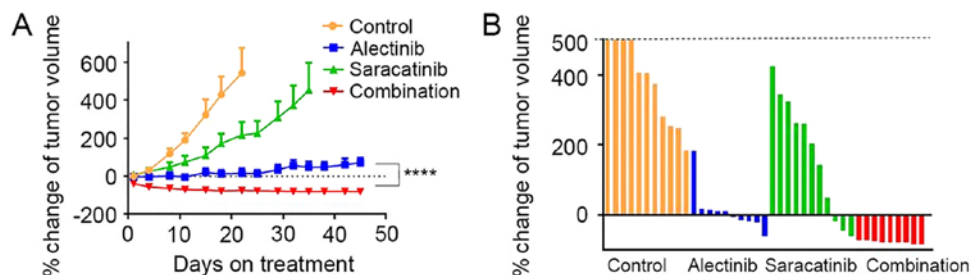 A
% change of tumor volume
600
400
200
0
-200
0
10
20
30
40
50
Days on treatment
Control
Alectinib
Saracatinib
Combination
****
B
% change of tumor volume
500
400
200
0
Control
Alectinib
Saracatinib
Combination